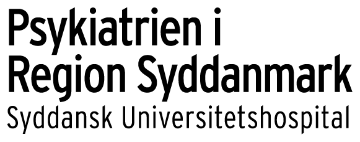 Psykiatrien i
Region Syddanmark
Syddansk Universitetshospital